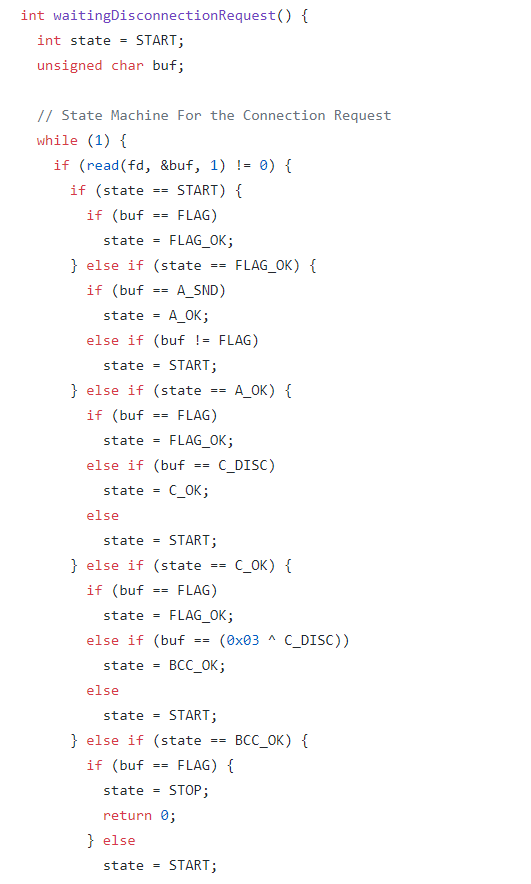 int waitingDisconnectionRequest() {
  int state = START;
  unsigned char buf;

  // State Machine For the Connection Request
  while (1) {
    if (read(fd, &buf, 1) != 0) {
      if (state == START) {
        if (buf == FLAG)
          state = FLAG_OK;
      } else if (state == FLAG_OK) {
        if (buf == A_SND)
          state = A_OK;
        else if (buf != FLAG)
          state = START;
      } else if (state == A_OK) {
        if (buf == FLAG)
          state = FLAG_OK;
        else if (buf == C_DISC)
          state = C_OK;
        else
          state = START;
      } else if (state == C_OK) {
        if (buf == FLAG)
          state = FLAG_OK;
        else if (buf == (0x03 ^ C_DISC))
          state = BCC_OK;
        else
          state = START;
      } else if (state == BCC_OK) {
        if (buf == FLAG) {
          state = STOP;
          return 0;
        } else
          state = START;